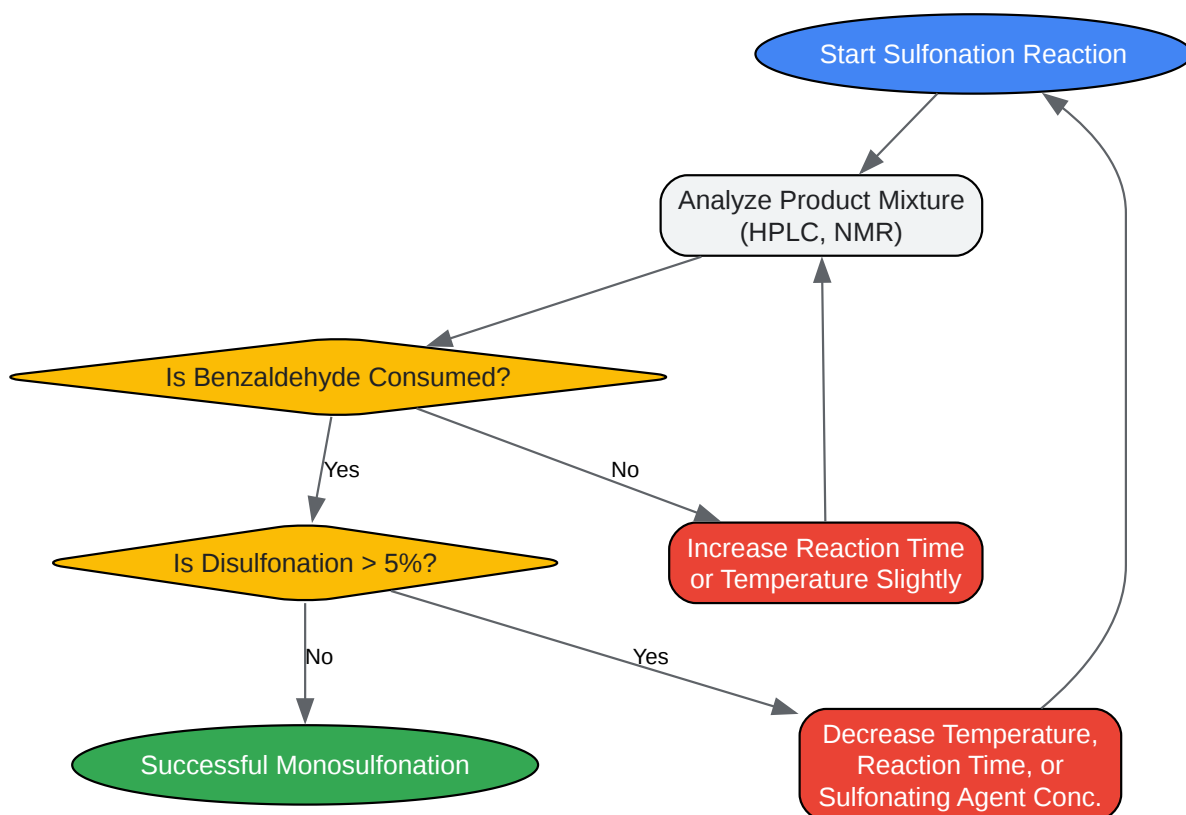 Start Sulfonation Reaction
Analyze Product Mixture
(HPLC, NMR)
Is Benzaldehyde Consumed?
Yes
No
Increase Reaction Time
or Temperature Slightly
Is Disulfonation > 5%?
No
Yes
Successful Monosulfonation
Decrease Temperature,
Reaction Time, or
Sulfonating Agent Conc.